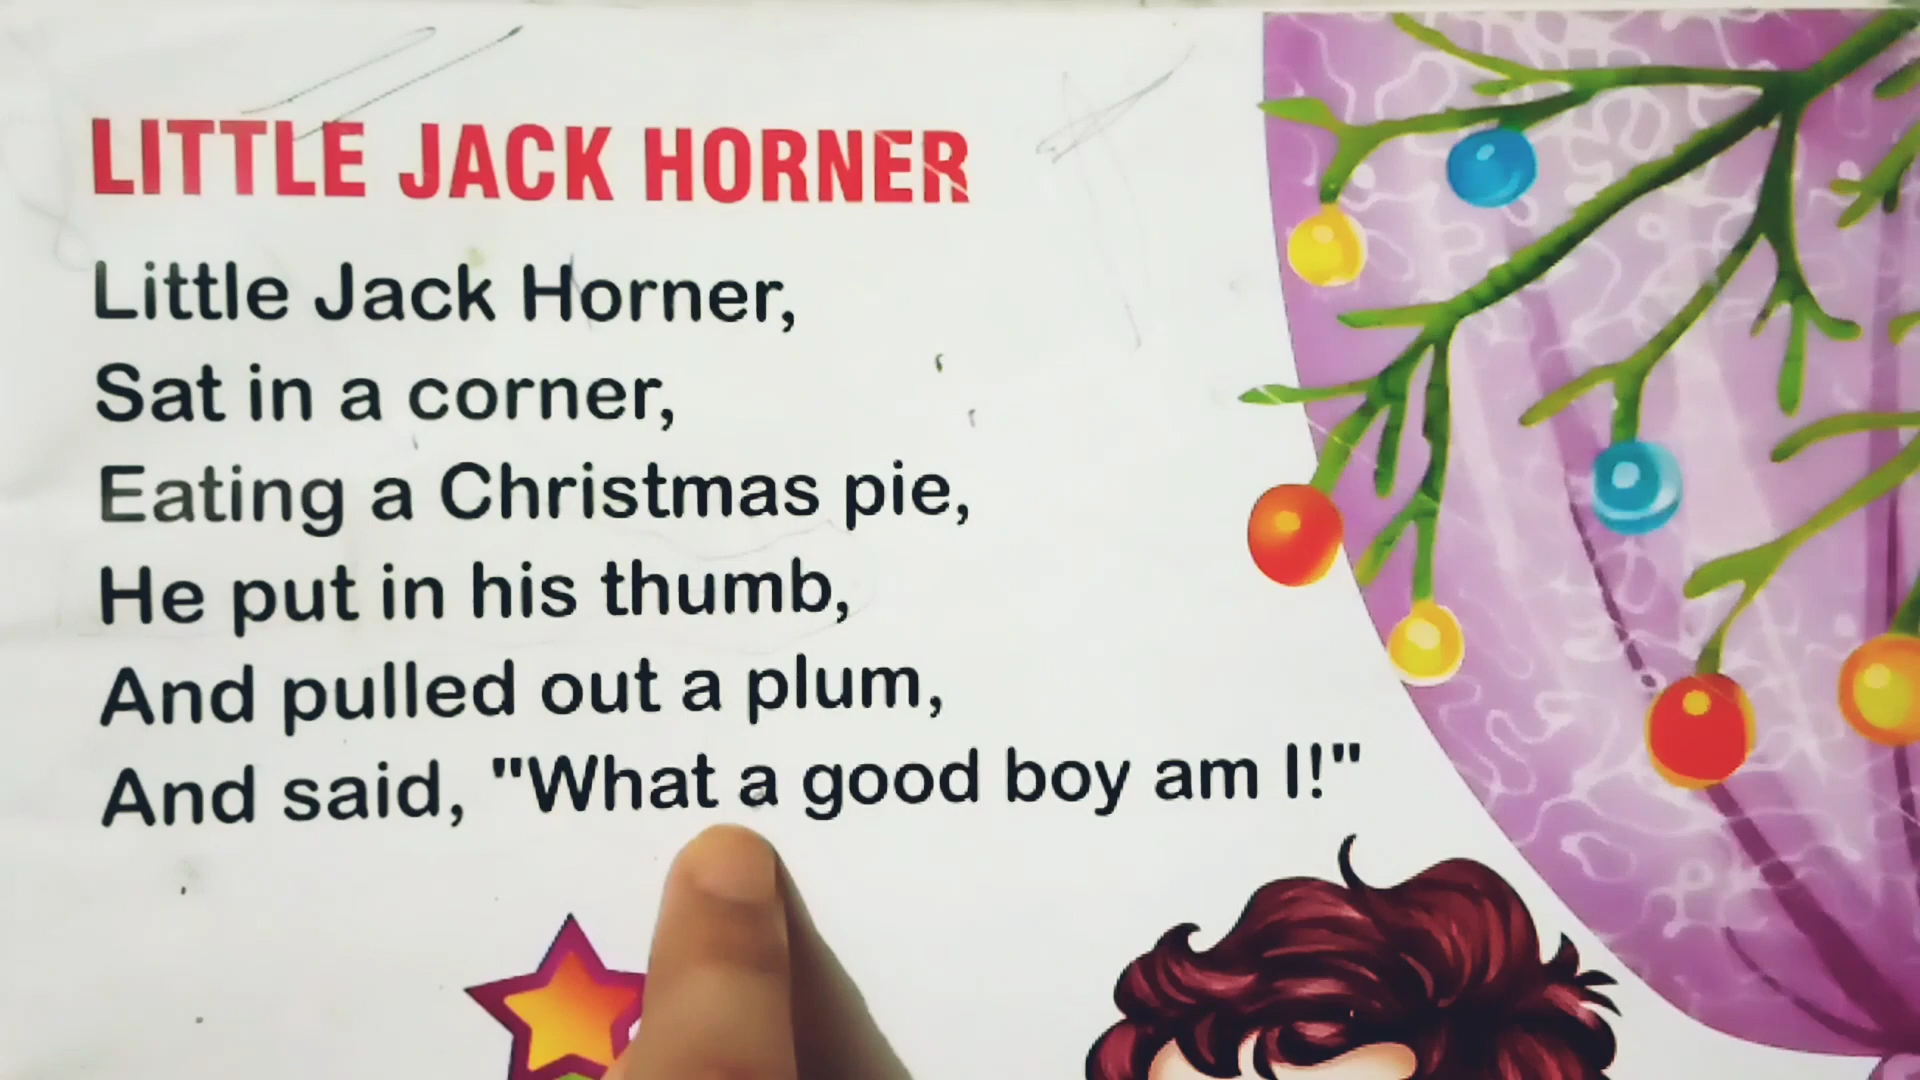 LITTLE JACK HORNER
Little Jack Horner,
Sat in a corner,
Eating a Christmas pie,
He put in his thumb,
And pulled out a plum,
And said, "What a good boy am I!"